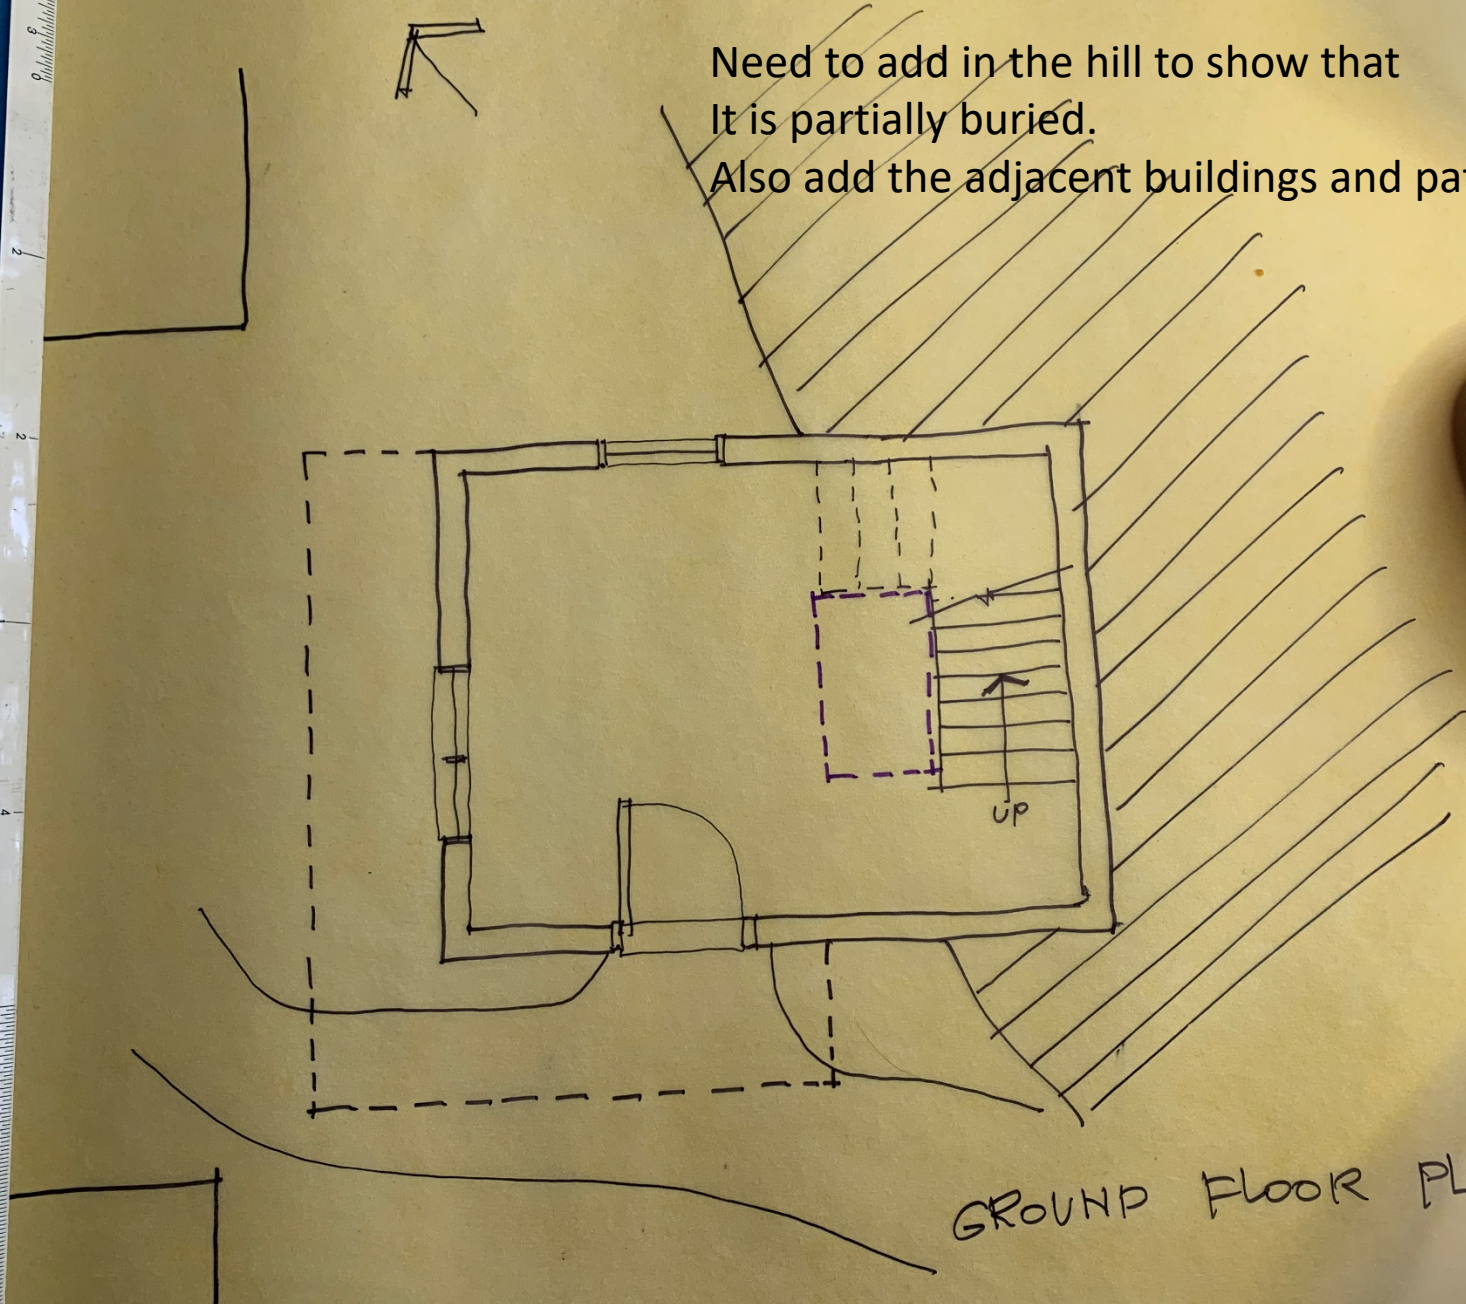 Need to add in the hill to show that
It is partially buried.
Also add the adjacent buildings and pat
UP
GROUND FLOOR PL